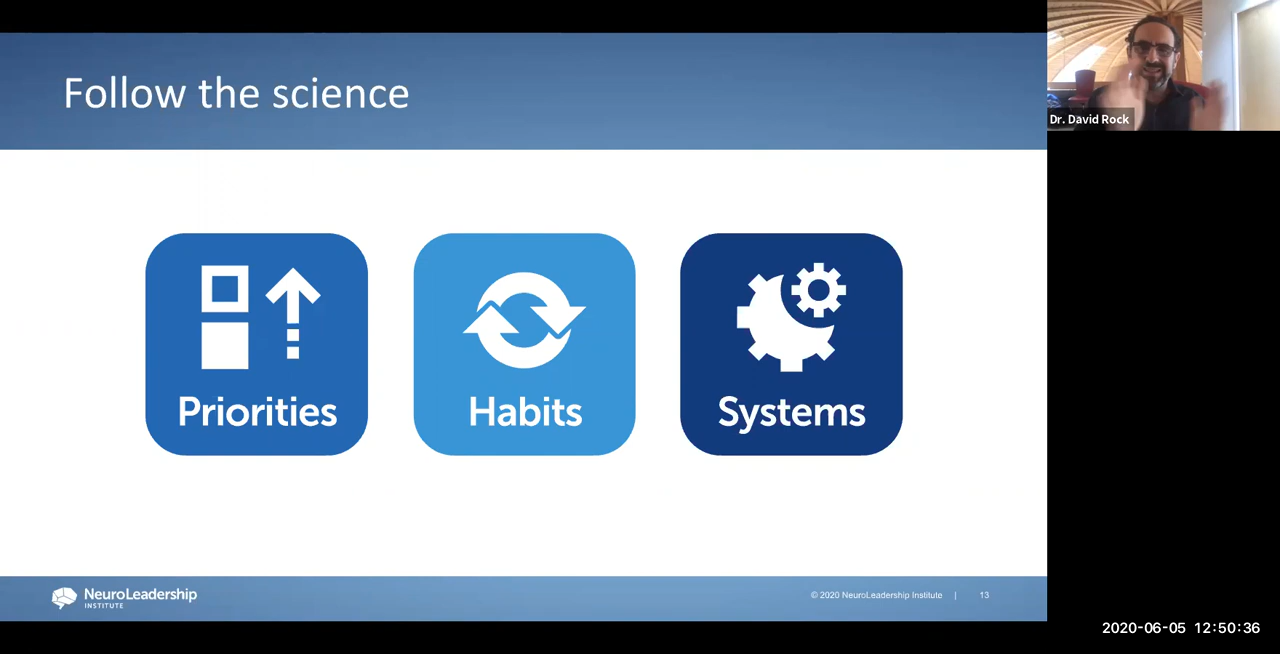 Follow the science
Dr. David Rock
Priorities
Habits
Systems
NeuroLeadership
INSTITUTE
© 2020 NeuroLeadership Institute | 13
2020-06-05 12:50:36